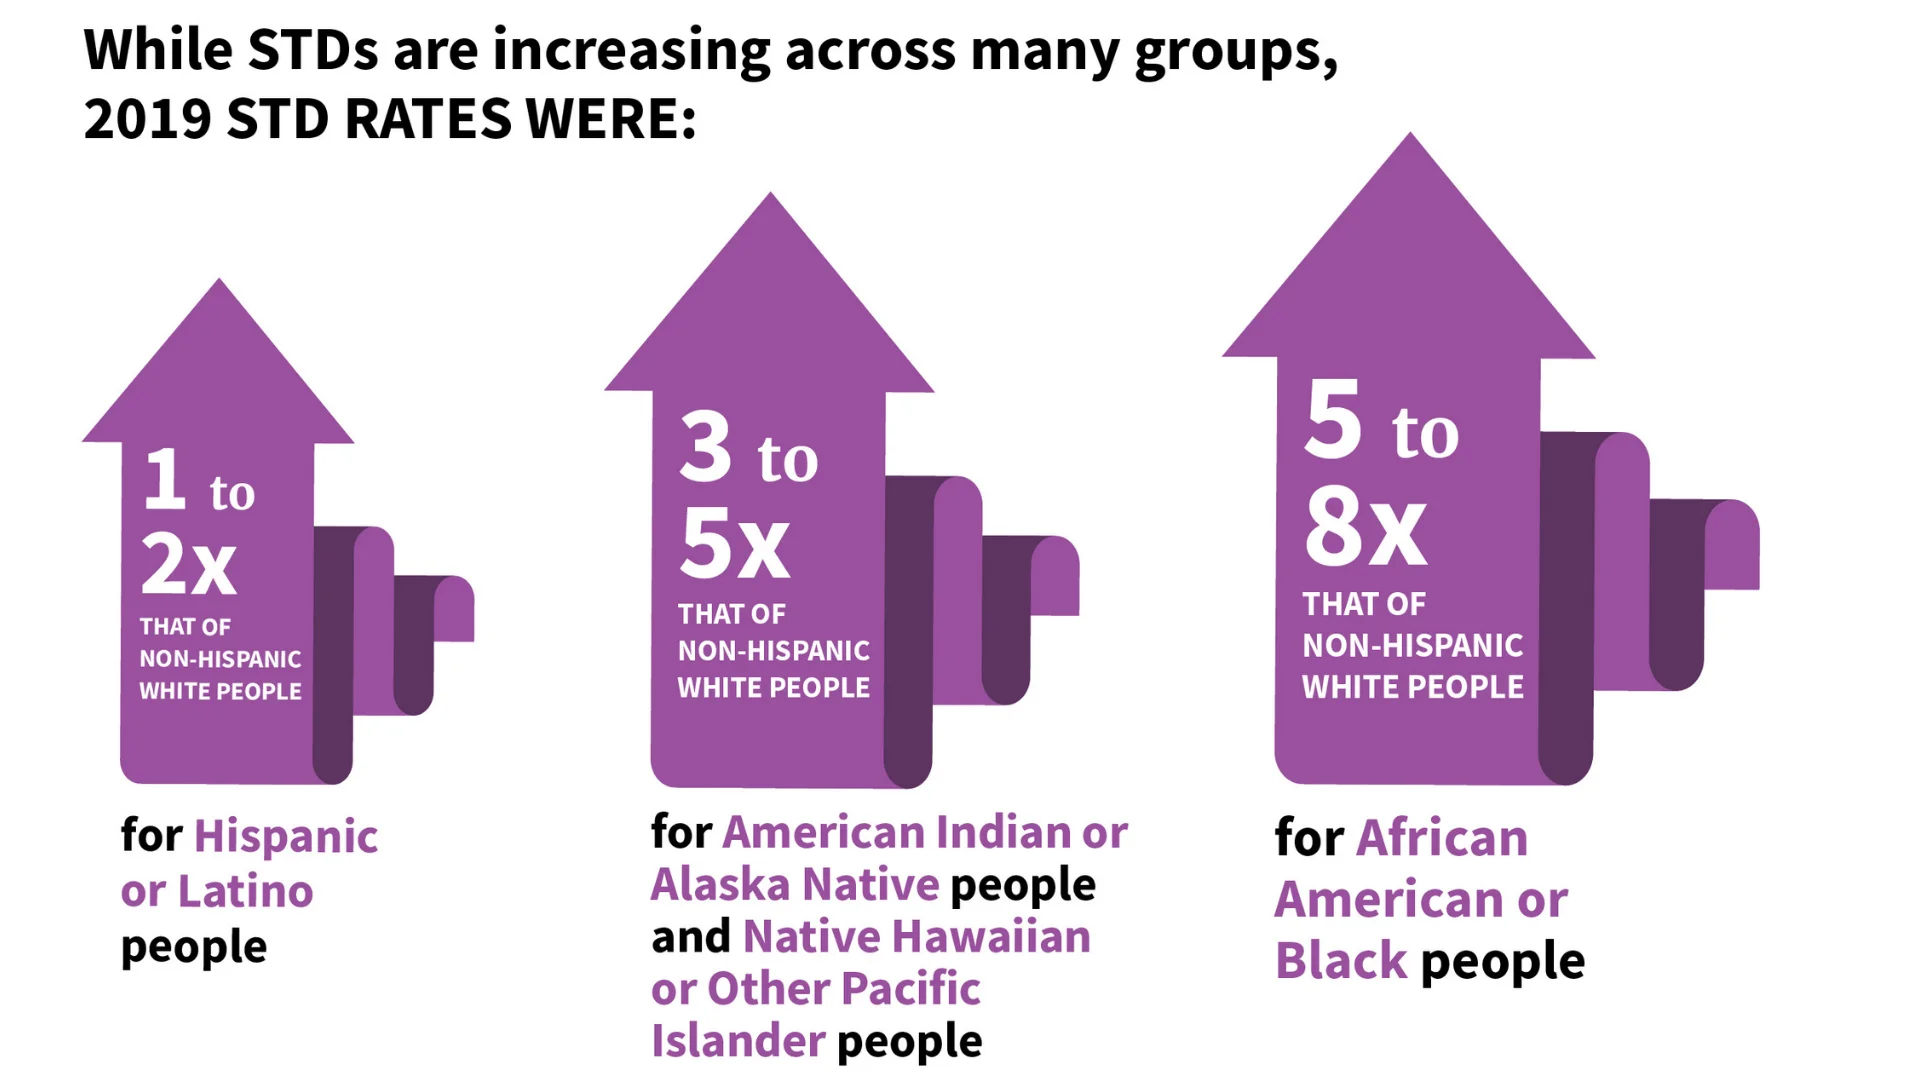 While STDs are increasing across many groups,
2019 STD RATES WERE:
1 to
2x
THAT OF
NON-HISPANIC
WHITE PEOPLE
for Hispanic
or Latino
people
3 to
5x
THAT OF
NON-HISPANIC
WHITE PEOPLE
for American Indian or
Alaska Native people
and Native Hawaiian
or Other Pacific
Islander people
5 to
8x
THAT OF
NON-HISPANIC
WHITE PEOPLE
for African
American or
Black people